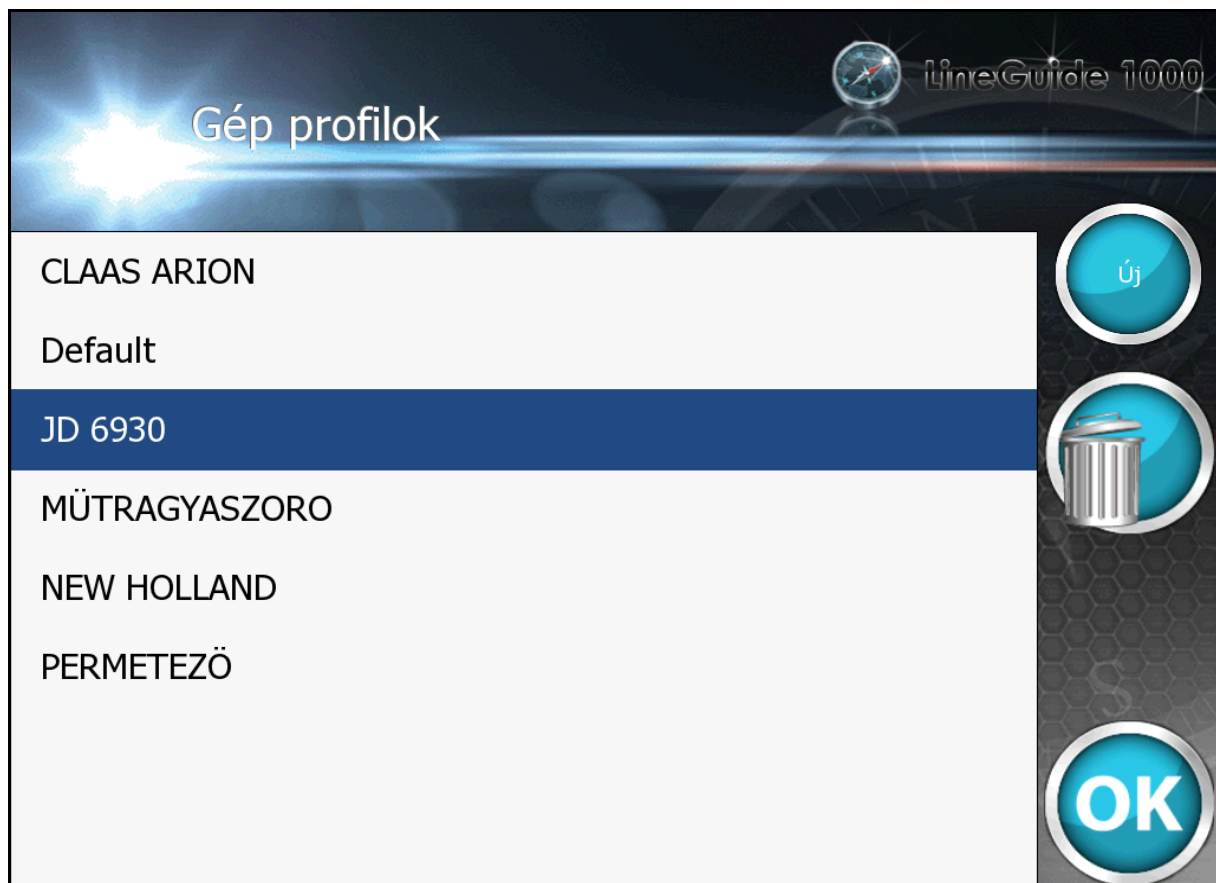 LineGuide 1000
Gép profilok
CLAAS ARION
Új
Default
JD 6930
MÜTRAGYASZORO
NEW HOLLAND
PERMETEZÖ
OK
N
S